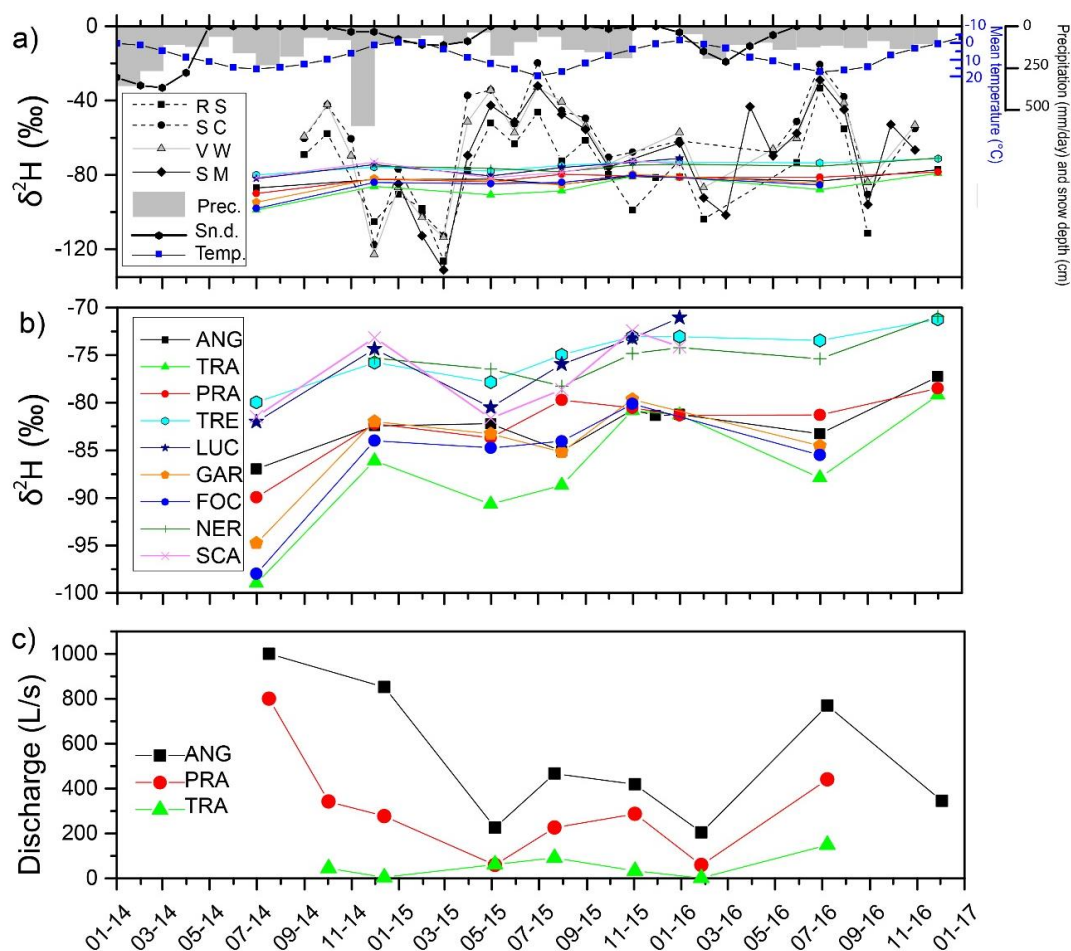 a)
0
-40
-80
-120
δ²H (‰)
R S
S C
V W
S M
Prec.
Sn.d.
Temp.
-10
0
10
20
Mean temperature (°C)
0
250
500
Precipitation (mm/day) and snow depth (cm)
b)
-70
-75
-80
-85
-90
-95
-100
δ²H (‰)
ANG
TRA
PRA
TRE
LUC
GAR
FOC
NER
SCA
c)
1000
800
600
400
200
0
Discharge (L/s)
ANG
PRA
TRA
01-14
03-14
05-14
07-14
09-14
11-14
01-15
03-15
05-15
07-15
09-15
11-15
01-16
03-16
05-16
07-16
09-16
11-16
01-17